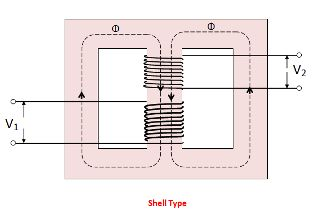 Φ Φ
V2
V1
Shell Type